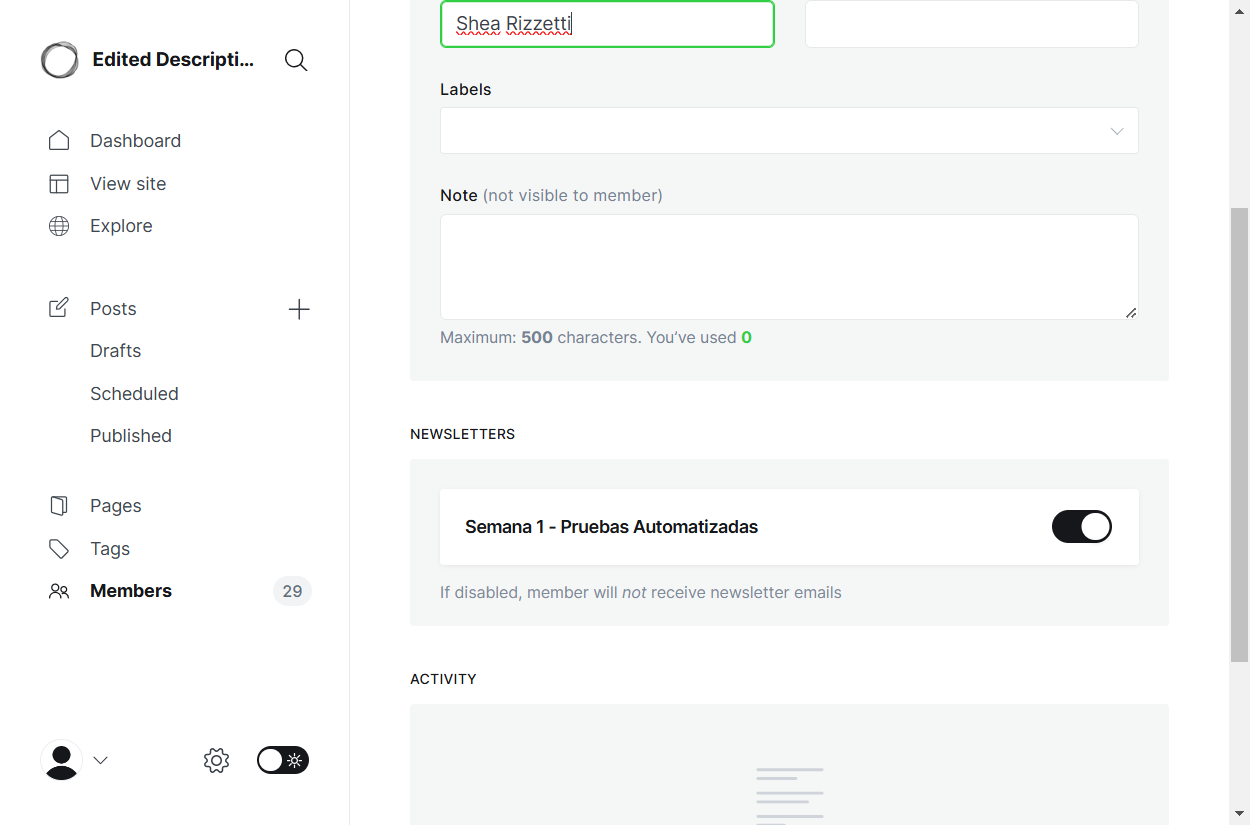 Edited Descripti...
Dashboard
View site
Explore
Posts
Drafts
Scheduled
Published
Pages
Tags
Members
29
Shea Rizzetti
Labels
Note (not visible to member)
Maximum: 500 characters. You’ve used 0
NEWSLETTERS
Semana 1 - Pruebas Automatizadas
If disabled, member will not receive newsletter emails
ACTIVITY